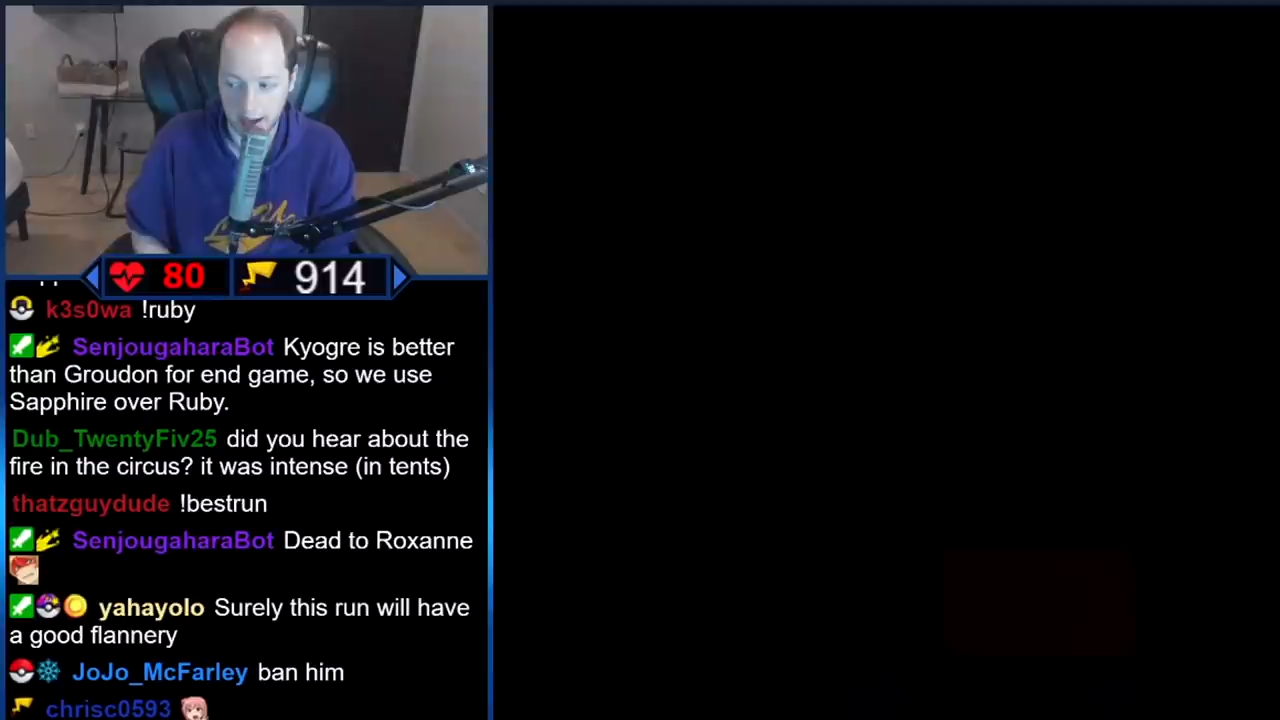 80
914
k3s0wa !ruby
SenjougaharaBot Kyogre is better
than Groudon for end game, so we use
Sapphire over Ruby.
Dub_TwentyFiv25 did you hear about the
fire in the circus? it was intense (in tents)
thatzguydude !bestrun
SenjougaharaBot Dead to Roxanne
yahayolo Surely this run will have
a good flannery
JoJo_McFarley ban him
chrisc0593